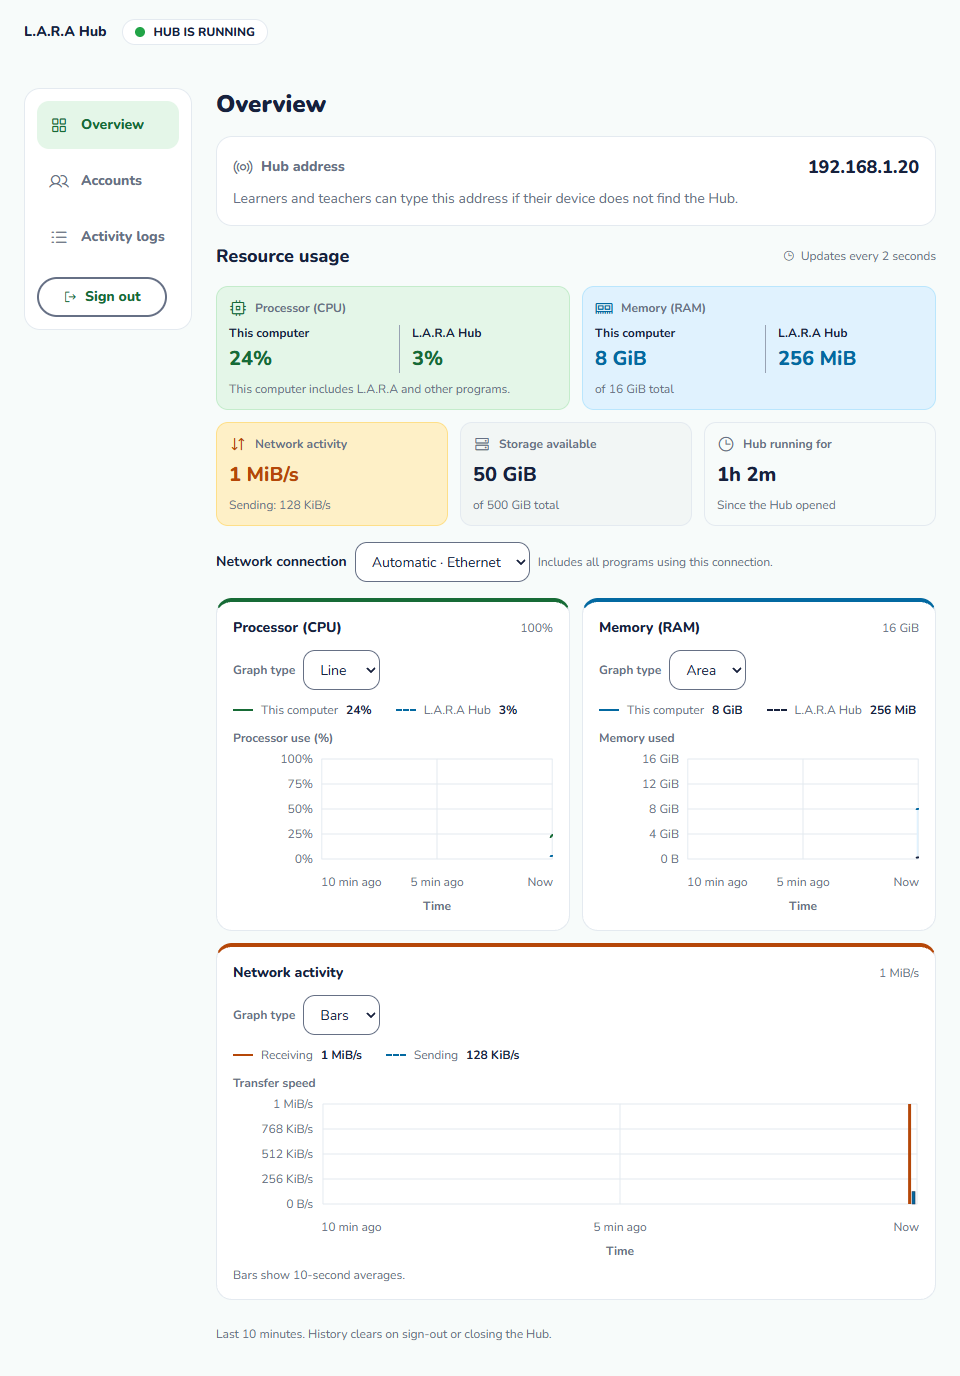 L.A.R.A Hub
HUB IS RUNNING
Overview
Accounts
Activity logs
Sign out
Overview
Hub address
192.168.1.20
Learners and teachers can type this address if their device does not find the Hub.
Resource usage
Updates every 2 seconds
Processor (CPU)
This computer
24%
L.A.R.A Hub
3%
This computer includes L.A.R.A and other programs.
Memory (RAM)
This computer
8 GiB
L.A.R.A Hub
256 MiB
of 16 GiB total
Network activity
1 MiB/s
Sending: 128 KiB/s
Storage available
50 GiB
of 500 GiB total
Hub running for
1h 2m
Since the Hub opened
Network connection
Automatic · Ethernet
Includes all programs using this connection.
Processor (CPU)
100%
Graph type
Line
This computer 24%
L.A.R.A Hub 3%
Processor use (%)
100%
75%
50%
25%
0%
10 min ago
5 min ago
Now
Time
Memory (RAM)
16 GiB
Graph type
Area
This computer 8 GiB
L.A.R.A Hub 256 MiB
Memory used
16 GiB
12 GiB
8 GiB
4 GiB
0 B
10 min ago
5 min ago
Now
Time
Network activity
1 MiB/s
Graph type
Bars
Receiving 1 MiB/s
Sending 128 KiB/s
Transfer speed
1 MiB/s
768 KiB/s
512 KiB/s
256 KiB/s
0 B/s
10 min ago
5 min ago
Now
Time
Bars show 10-second averages.
Last 10 minutes. History clears on sign-out or closing the Hub.